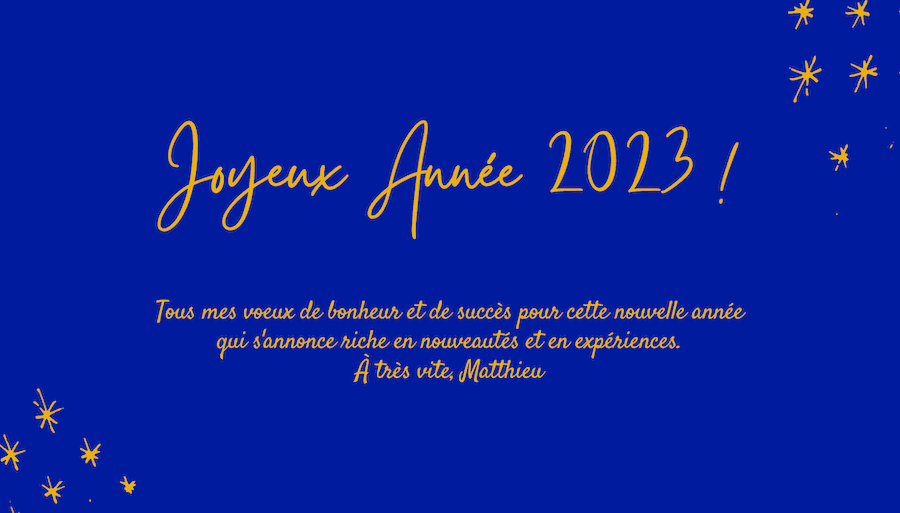 Joyeux Année 2023 !
Tous mes voeux de bonheur et de succès pour cette nouvelle année
qui s'annonce riche en nouveautés et en expériences.
À très vite, Matthieu